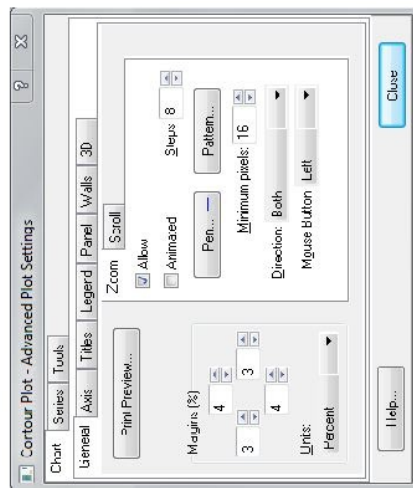 Contour Plot - Advanced Plot Settings
Chart Series Tools
General Axis Titles Legend Panel Walls 3D
Print Preview...
Margins (%)
4
3 3
4
Units:
Percent
Zoom Scroll
Allow
Animated
Steps 8
Pen... Pattern...
Minimum pixels: 16
Direction: Both
Mouse Button Left
Help... Close